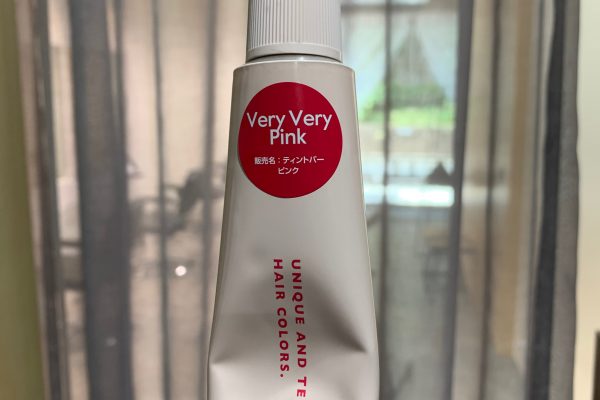 Very Very
Pink
販売名：ティントバー
ピンク
UNIQUE AND TE
HAIR COLORS.